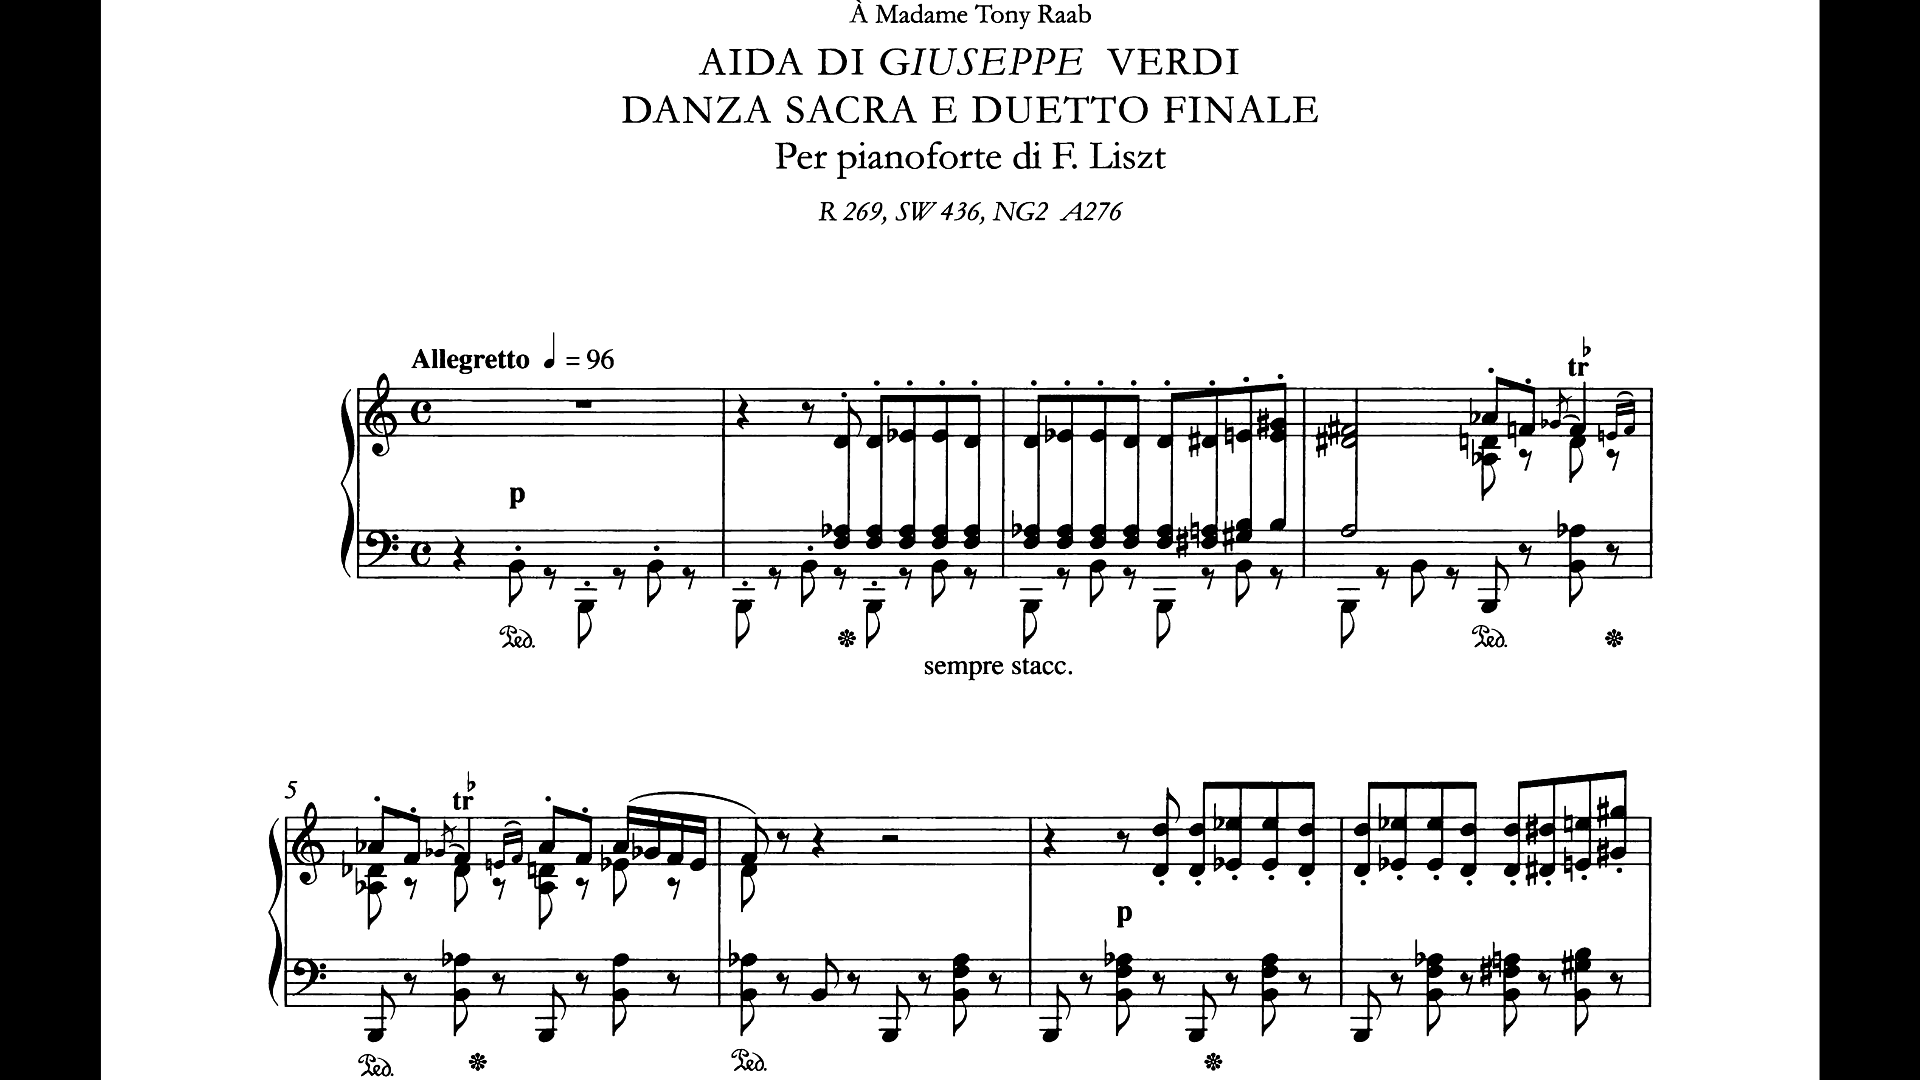 À Madame Tony Raab
AIDA DI GIUSEPPE VERDI
DANZA SACRA E DUETTO FINALE
Per pianoforte di F. Liszt
R 269, SW 436, NG2 A276
Allegretto ♩ = 96
tr♭
p
Ped.
Ped.
sempre stacc.
5
tr♭
p
Ped.
Ped.